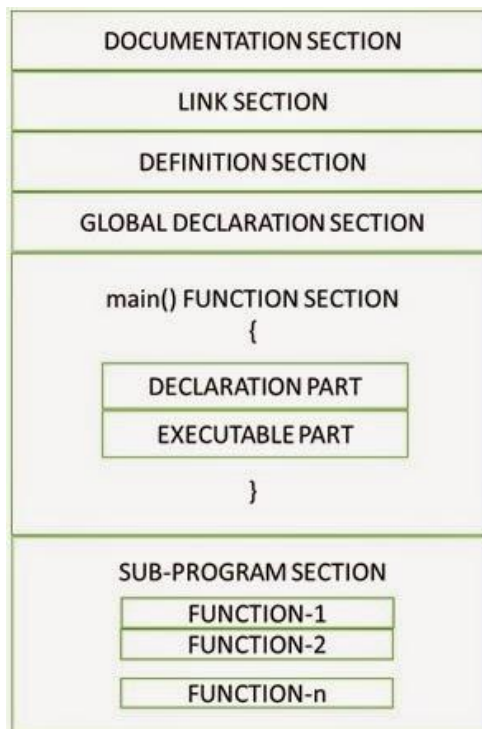 DOCUMENTATION SECTION
LINK SECTION
DEFINITION SECTION
GLOBAL DECLARATION SECTION
main() FUNCTION SECTION
{
DECLARATION PART
EXECUTABLE PART
}
SUB-PROGRAM SECTION
FUNCTION-1
FUNCTION-2
FUNCTION-n